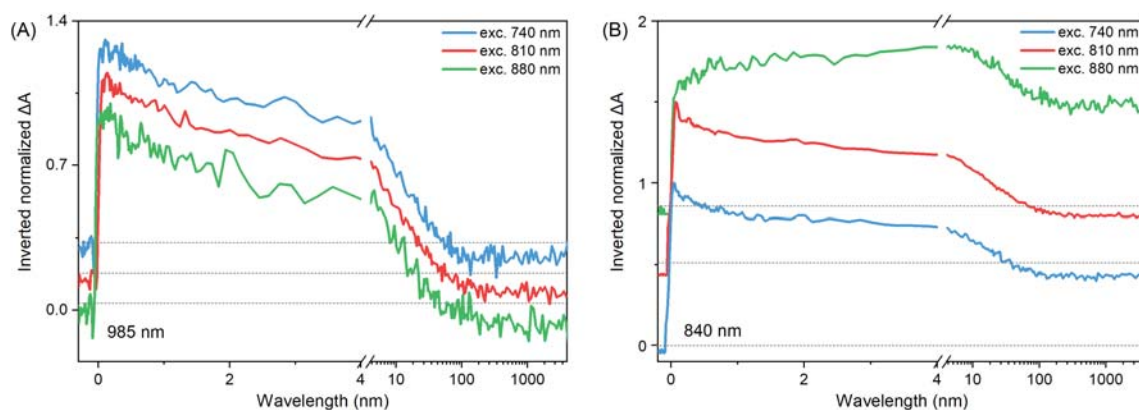 (A)
1.4
exc. 740 nm
exc. 810 nm
exc. 880 nm
0.7
0.0
Inverted normalized ΔA
985 nm
0 2 4 10 100 1000
Wavelength (nm)
(B)
2
exc. 740 nm
exc. 810 nm
exc. 880 nm
1
0
Inverted normalized ΔA
840 nm
0 2 4 10 100 1000
Wavelength (nm)